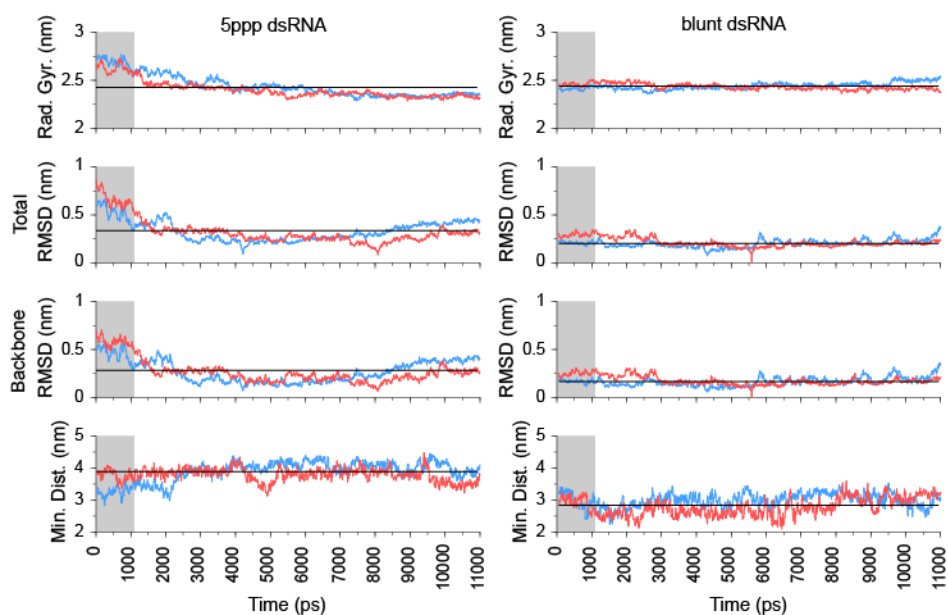 5ppp dsRNA
blunt dsRNA
Rad. Gyr. (nm)
3
2.5
2
Rad. Gyr. (nm)
3
2.5
2
Total
RMSD (nm)
1
0.5
0
RMSD (nm)
1
0.5
0
Backbone
RMSD (nm)
1
0.5
0
RMSD (nm)
1
0.5
0
Min. Dist. (nm)
5
4
3
2
Min. Dist. (nm)
5
4
3
2
0 1000 2000 3000 4000 5000 6000 7000 8000 9000 10000 11000
0 1000 2000 3000 4000 5000 6000 7000 8000 9000 10000 11000
Time (ps)
Time (ps)